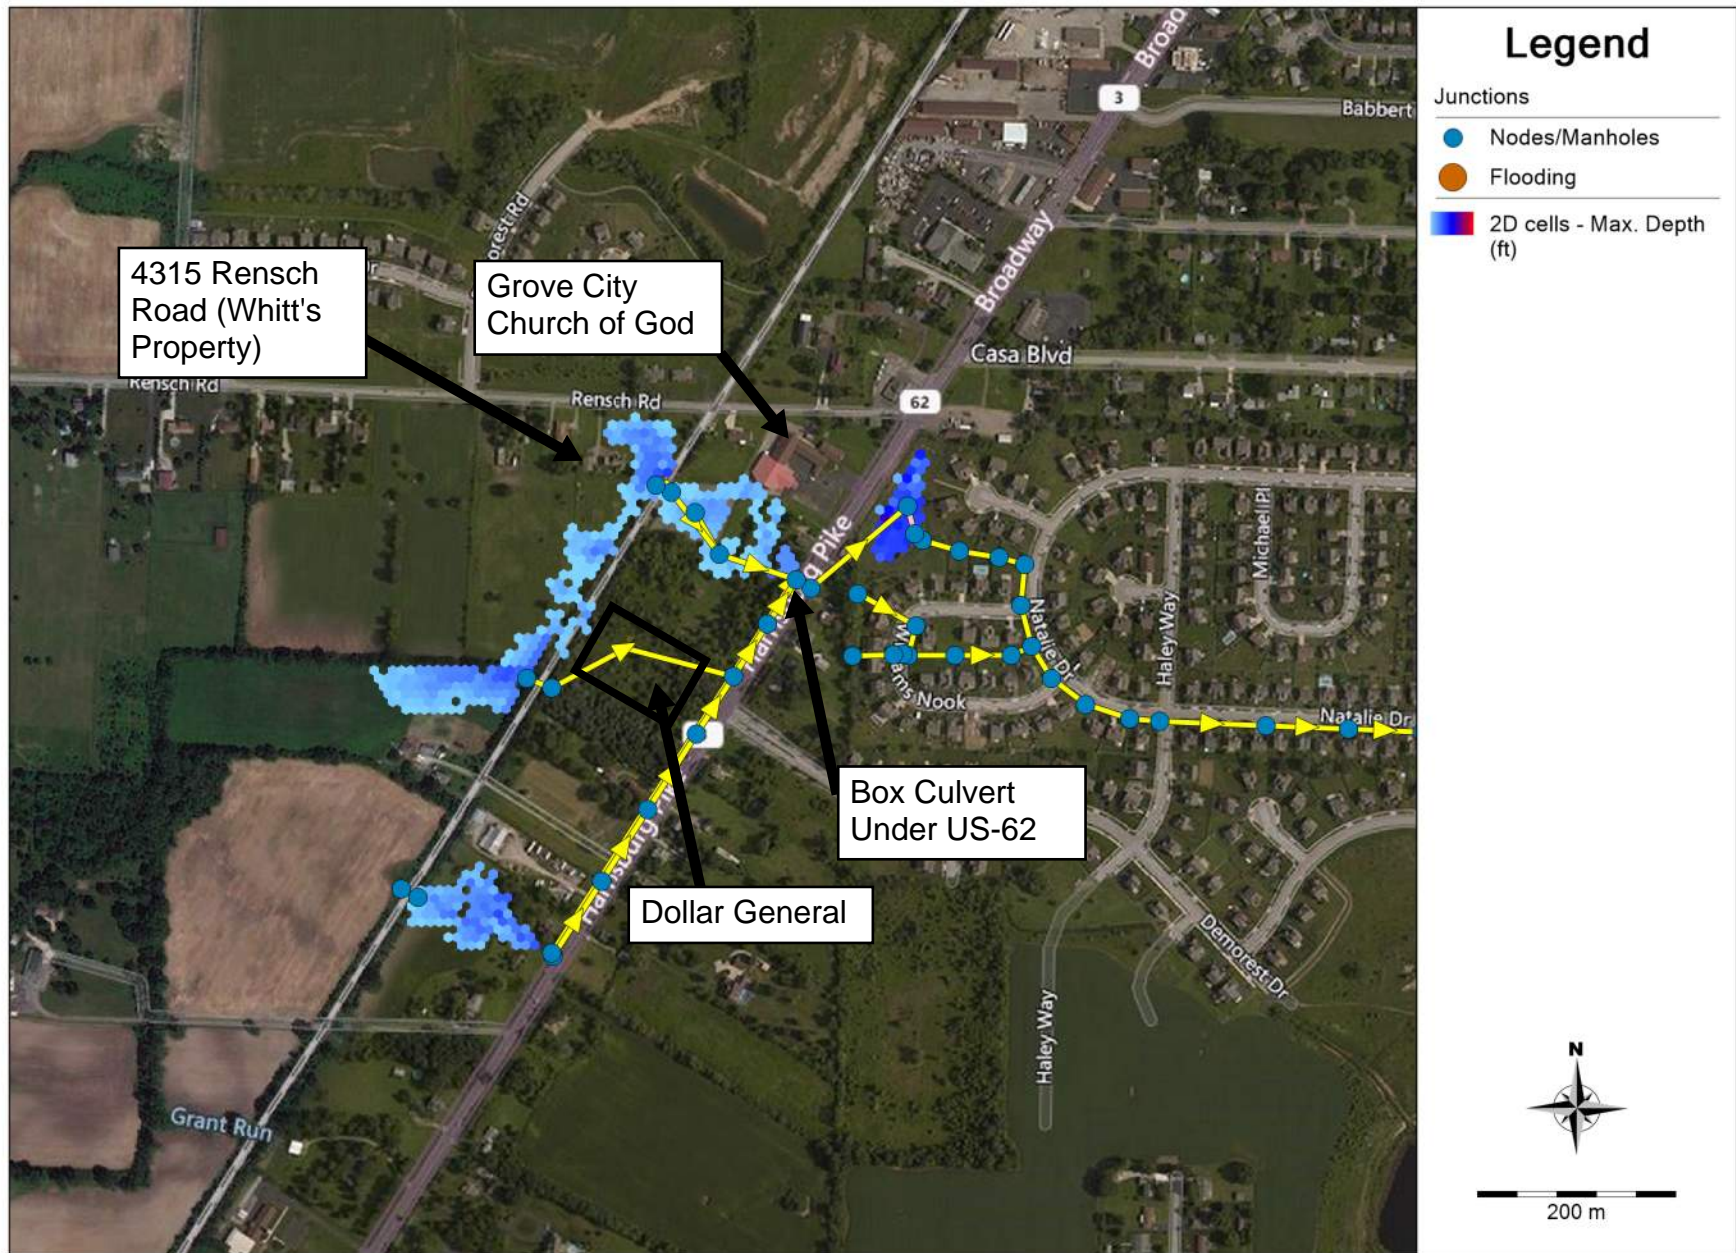 Legend
Junctions
Nodes/Manholes
Flooding
2D cells - Max. Depth
(ft)
Broad
3
Babbert
Broadway
4315 Rensch
Road (Whitt's
Property)
Grove City
Church of God
Casa Blvd
Rensch Rd
Rensch Rd
62
Michael Pl
Haley Way
Natalie Dr
Natalie Dr
Nook
Box Culvert
Under US-62
Dollar General
Demorest Dr
Haley Way
Grant Run
N
200 m